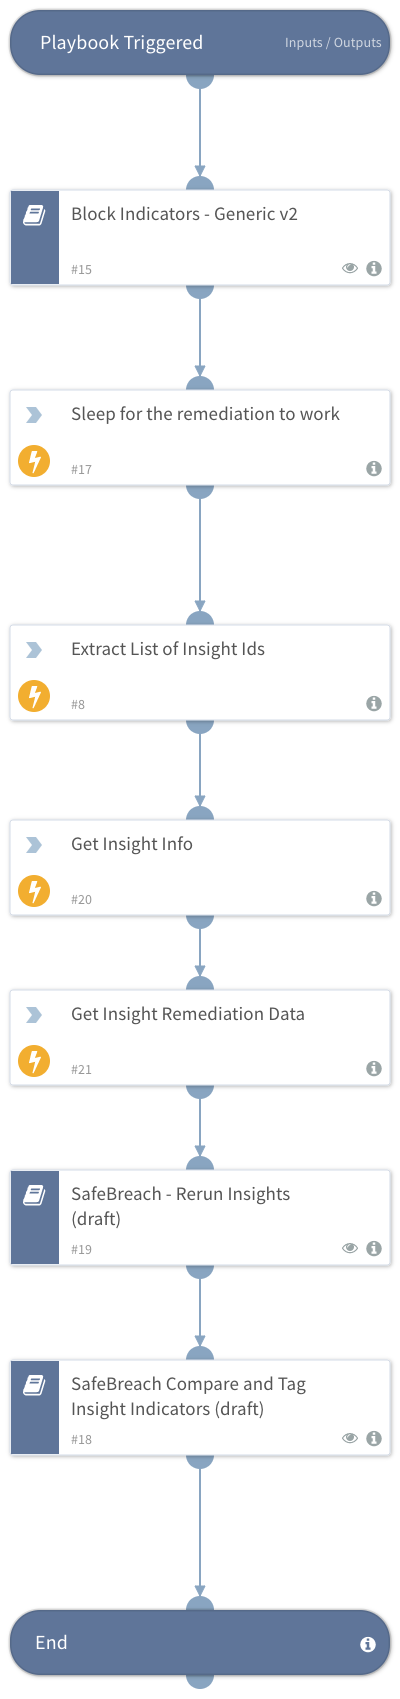 Playbook Triggered
Inputs / Outputs
Block Indicators - Generic v2
#15
Sleep for the remediation to work
#17
Extract List of Insight Ids
#8
Get Insight Info
#20
Get Insight Remediation Data
#21
SafeBreach - Rerun Insights
(draft)
#19
SafeBreach Compare and Tag
Insight Indicators (draft)
#18
End